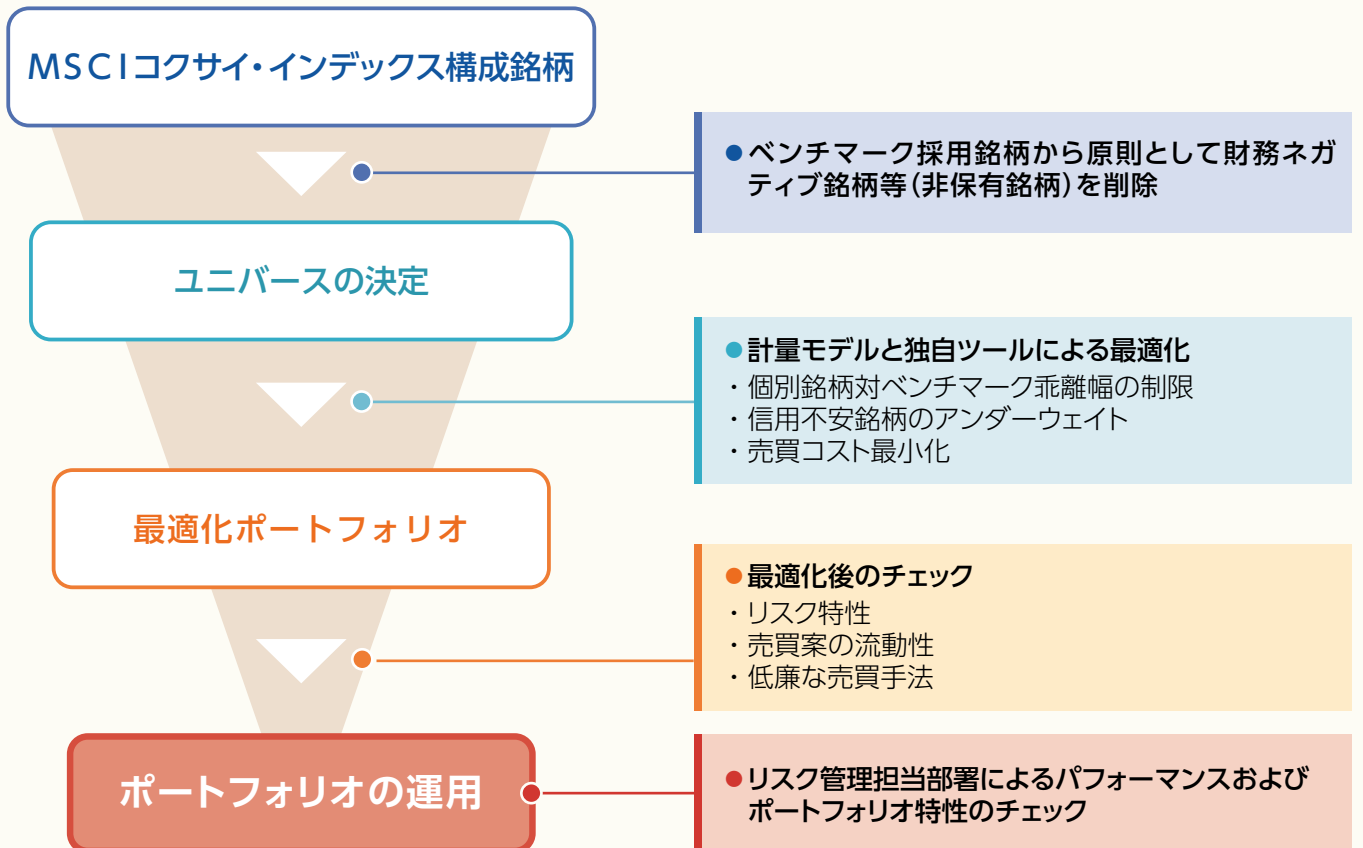 MSCIコクサイ・インデックス構成銘柄
●ベンチマーク採用銘柄から原則として財務ネガ
ティブ銘柄等(非保有銘柄)を削除
ユニバースの決定
●計量モデルと独自ツールによる最適化
・個別銘柄対ベンチマーク乖離幅の制限
・信用不安銘柄のアンダーウェイト
・売買コスト最小化
最適化ポートフォリオ
●最適化後のチェック
・リスク特性
・売買案の流動性
・低廉な売買手法
ポートフォリオの運用
●リスク管理担当部署によるパフォーマンスおよび
ポートフォリオ特性のチェック